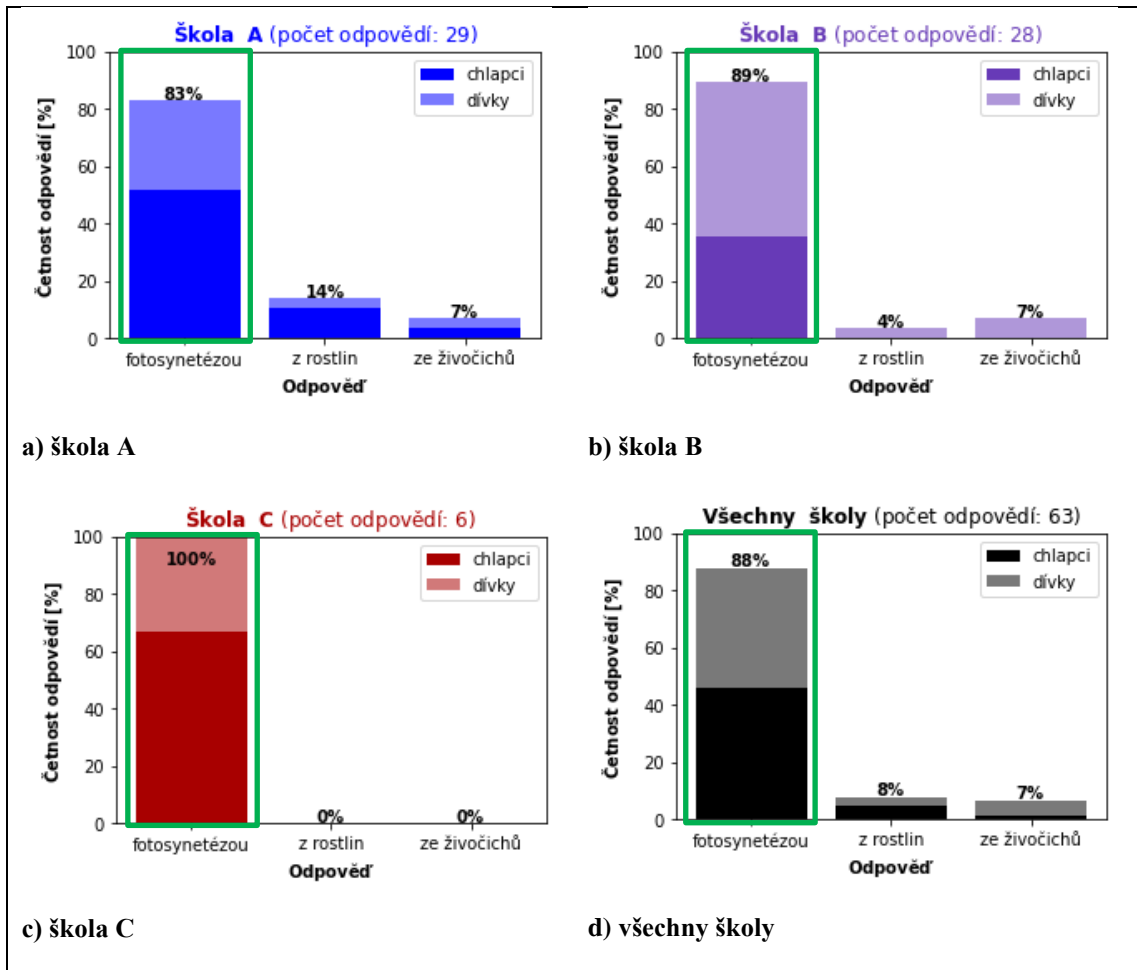 Škola A (počet odpovědí: 29)
100
80
60
40
20
0
Četnost odpovědí [%]
83%
14%
7%
chlapci
dívky
fotosynetézou
z rostlin
ze živočichů
Odpověď
a) škola A
Škola B (počet odpovědí: 28)
100
80
60
40
20
0
Četnost odpovědí [%]
89%
4%
7%
chlapci
dívky
fotosynetézou
z rostlin
ze živočichů
Odpověď
b) škola B
Škola C (počet odpovědí: 6)
100
80
60
40
20
0
Četnost odpovědí [%]
100%
0%
0%
chlapci
dívky
fotosynetézou
z rostlin
ze živočichů
Odpověď
c) škola C
Všechny školy (počet odpovědí: 63)
100
80
60
40
20
0
Četnost odpovědí [%]
88%
8%
7%
chlapci
dívky
fotosynetézou
z rostlin
ze živočichů
Odpověď
d) všechny školy